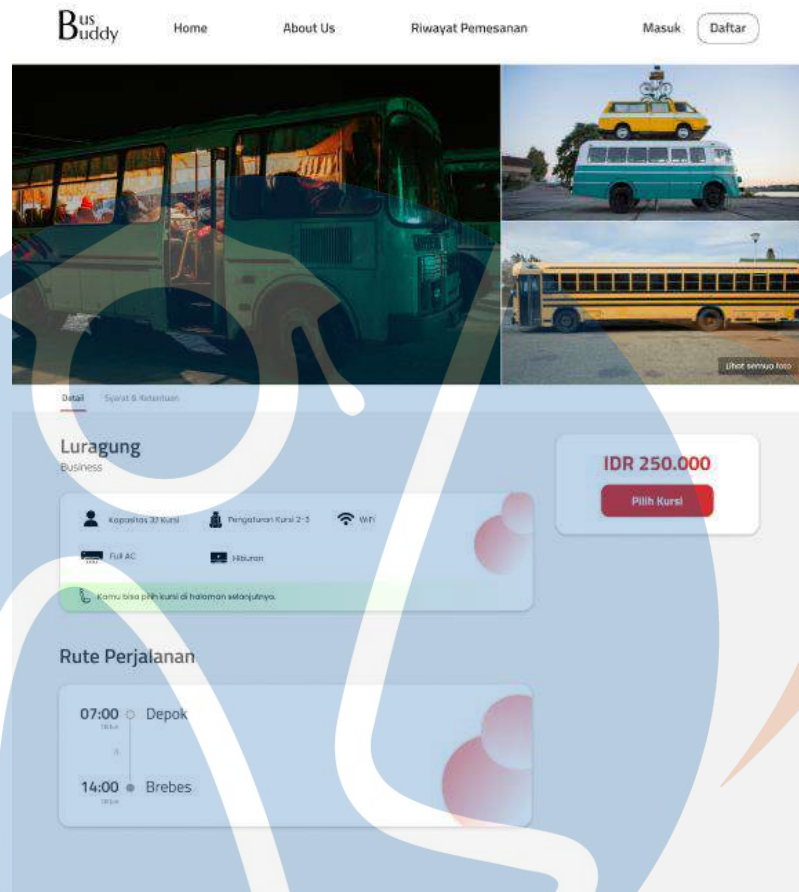 Bus
Buddy
Home
About Us
Riwayat Pemesanan
Masuk
Daftar
Lihat semua foto
Detail
Syarat & Ketentuan
Luragung
Business
IDR 250.000
Pilih Kursi
Kapasitas 32 Kursi
Pengaturan Kursi 2-3
WiFi
Full AC
Hiburan
Kamu bisa pilih kursi di halaman selanjutnya.
Rute Perjalanan
07:00
Depok
14:00
Brebes